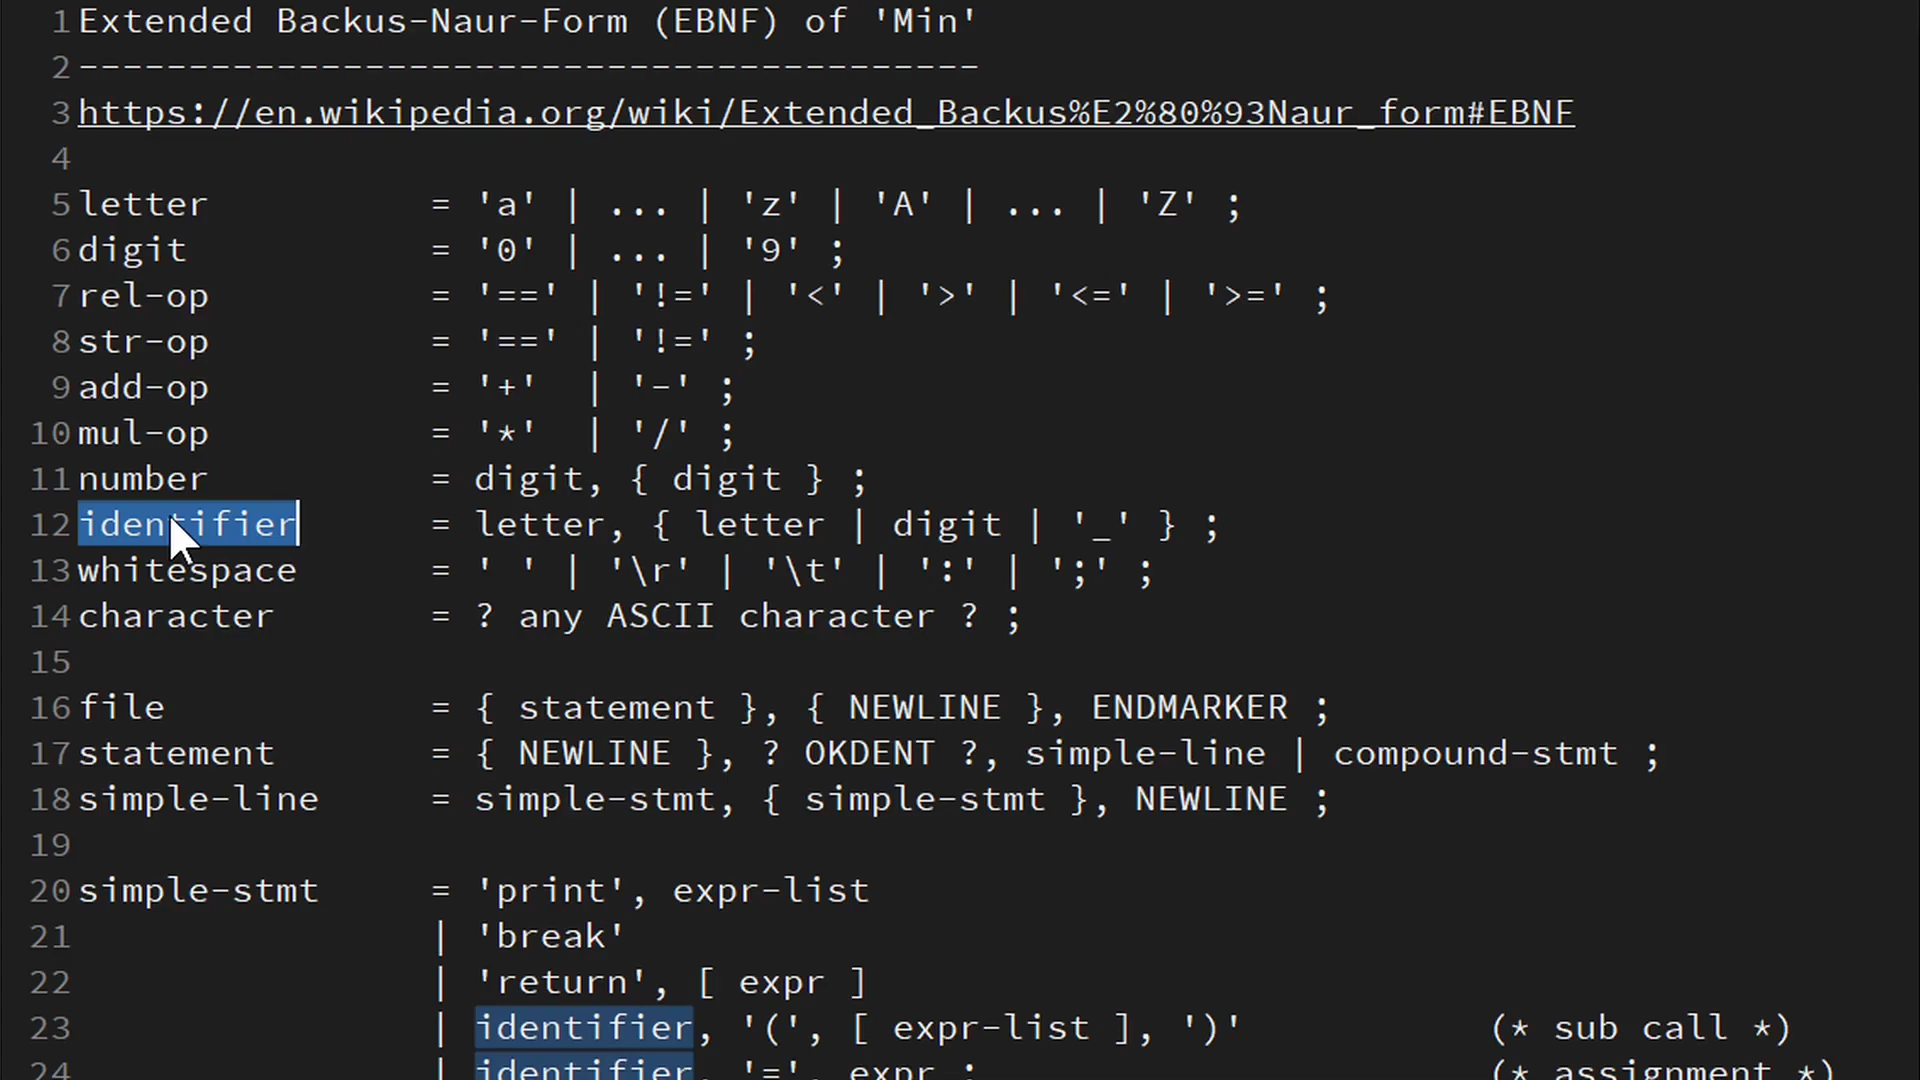 1 Extended Backus-Naur-Form (EBNF) of 'Min'
2 -----------------------------------------
3 https://en.wikipedia.org/wiki/Extended_Backus%E2%80%93Naur_form#EBNF
4
5 letter          = 'a' | ... | 'z' | 'A' | ... | 'Z' ;
6 digit           = '0' | ... | '9' ;
7 rel-op          = '==' | '!=' | '<' | '>' | '<=' | '>=' ;
8 str-op          = '==' | '!=' ;
9 add-op          = '+'  | '-' ;
10 mul-op          = '*'  | '/' ;
11 number          = digit, { digit } ;
12 identifier      = letter, { letter | digit | '_' } ;
13 whitespace      = ' ' | '\r' | '\t' | ':' | ';' ;
14 character       = ? any ASCII character ? ;
15
16 file            = { statement }, { NEWLINE }, ENDMARKER ;
17 statement       = { NEWLINE }, ? OKDENT ?, simple-line | compound-stmt ;
18 simple-line     = simple-stmt, { simple-stmt }, NEWLINE ;
19
20 simple-stmt     = 'print', expr-list
21                 | 'break'
22                 | 'return', [ expr ]
23                 | identifier, '(', [ expr-list ], ')'           (* sub call *)
24                 | identifier, '=', expr ;                       (* assignment *)